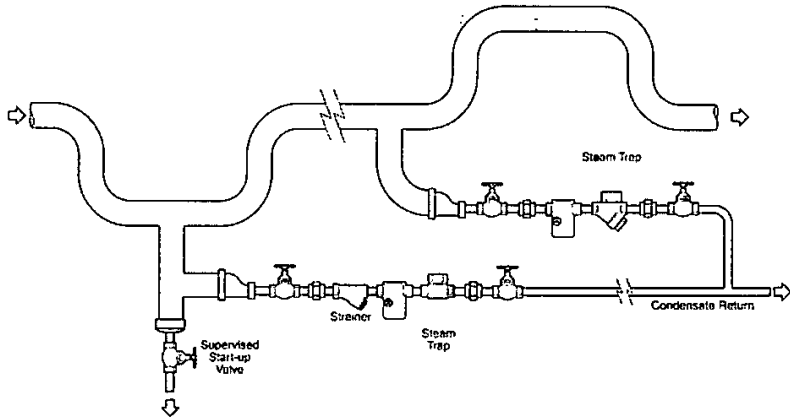 Steam Trap
Strainer
Steam
Trap
Condensate Return
Supervised
Start-up
Valve